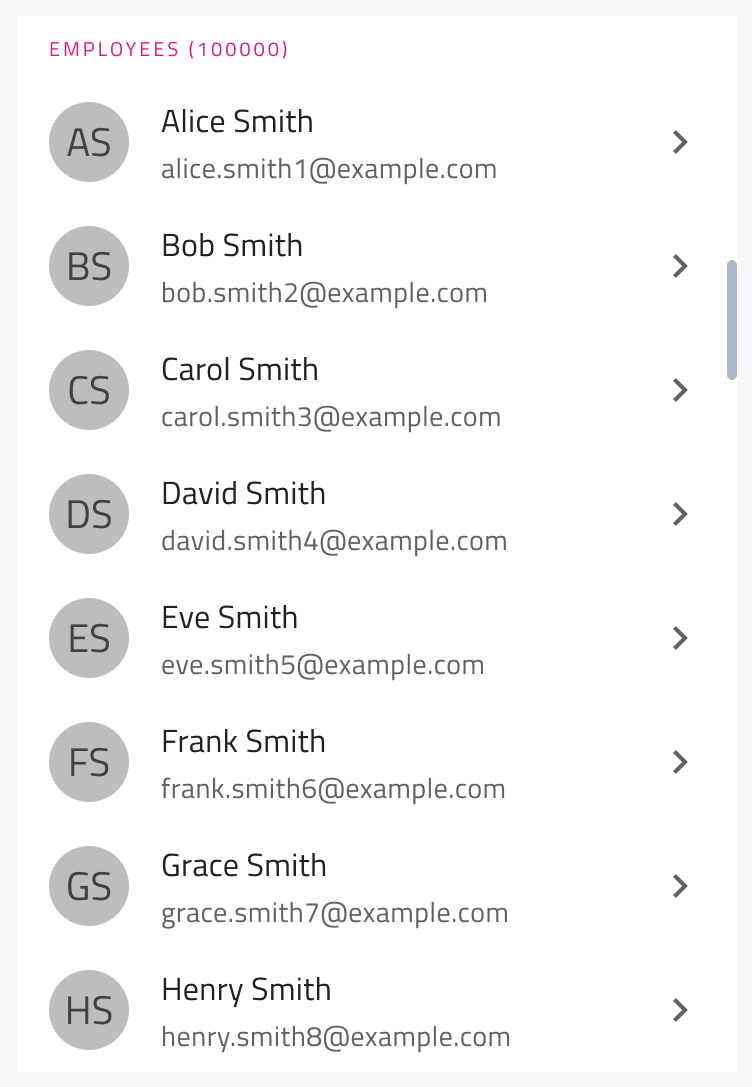 EMPLOYEES (100000)
AS
Alice Smith
alice.smith1@example.com
BS
Bob Smith
bob.smith2@example.com
CS
Carol Smith
carol.smith3@example.com
DS
David Smith
david.smith4@example.com
ES
Eve Smith
eve.smith5@example.com
FS
Frank Smith
frank.smith6@example.com
GS
Grace Smith
grace.smith7@example.com
HS
Henry Smith
henry.smith8@example.com